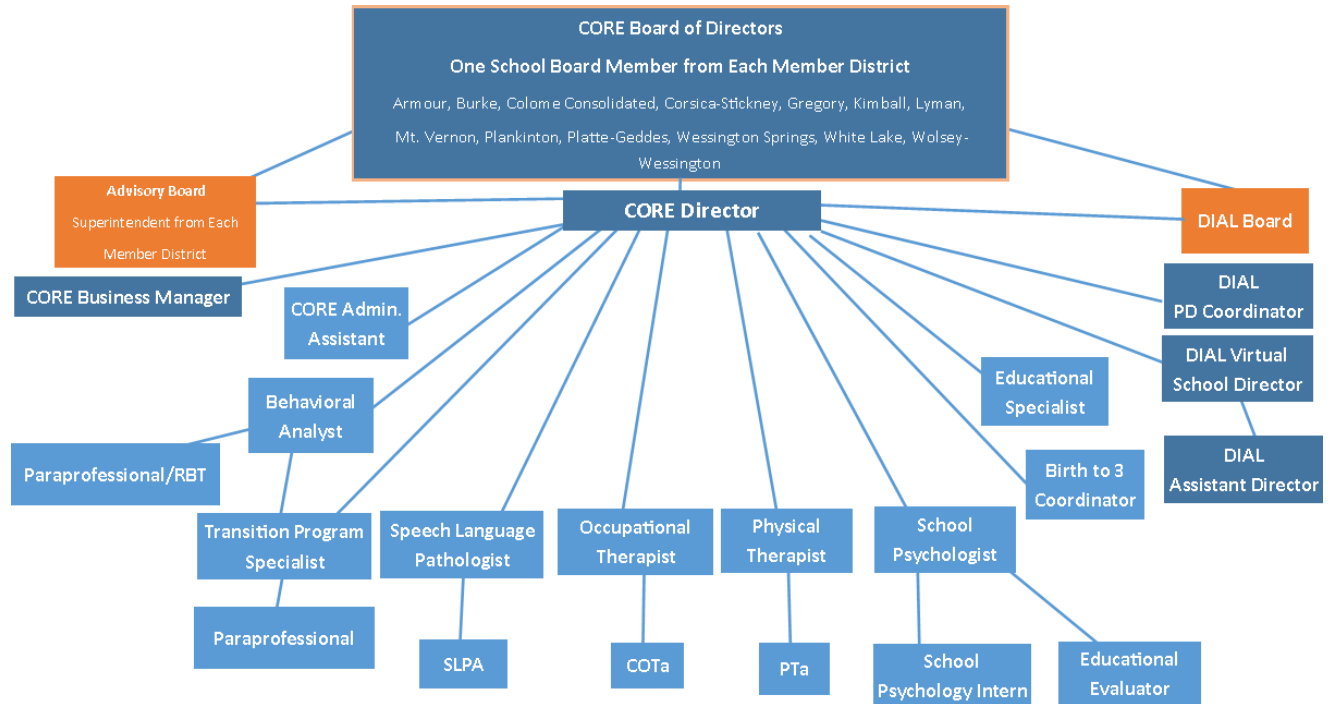 CORE Board of Directors
One School Board Member from Each Member District
Armour, Burke, Colome Consolidated, Corsica-Stickney, Gregory, Kimball, Lyman,
Mt. Vernon, Plankinton, Platte-Geddes, Wessington Springs, White Lake, Wolsey-
Wessington
Advisory Board
Superintendent from Each
Member District
CORE Director
DIAL Board
CORE Business Manager
CORE Admin.
Assistant
DIAL
PD Coordinator
DIAL Virtual
School Director
DIAL
Assistant Director
Educational
Specialist
Birth to 3
Coordinator
Behavioral
Analyst
Paraprofessional/RBT
Transition Program
Specialist
Speech Language
Pathologist
Occupational
Therapist
Physical
Therapist
School
Psychologist
Paraprofessional
SLPA
COTa
PTa
School
Psychology Intern
Educational
Evaluator